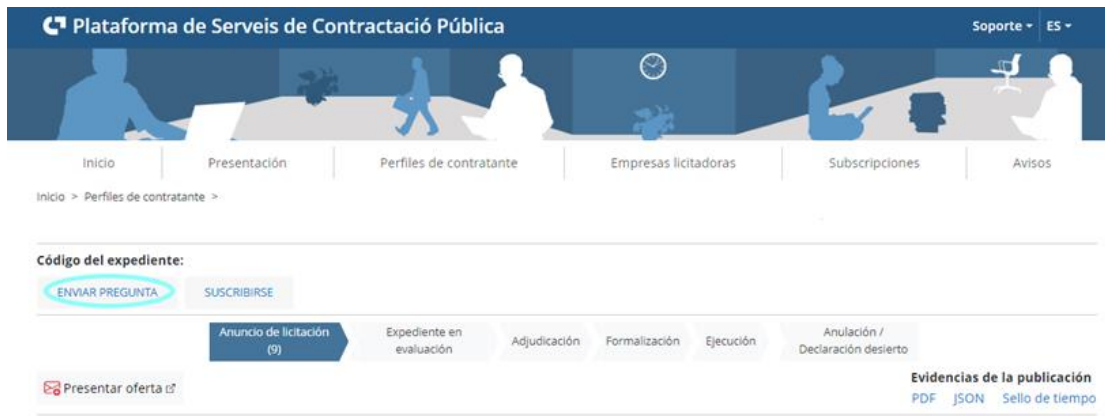 Plataforma de Serveis de Contractació Pública
Soporte
ES
Inicio
Presentación
Perfiles de contratante
Empresas licitadoras
Subscripciones
Avisos
Inicio > Perfiles de contratante >
Código del expediente:
ENVIAR PREGUNTA
SUSCRIBIRSE
Anuncio de licitación
(9)
Expediente en
evaluación
Adjudicación
Formalización
Ejecución
Anulación /
Declaración desierto
Presentar oferta
Evidencias de la publicación
PDF JSON Sello de tiempo